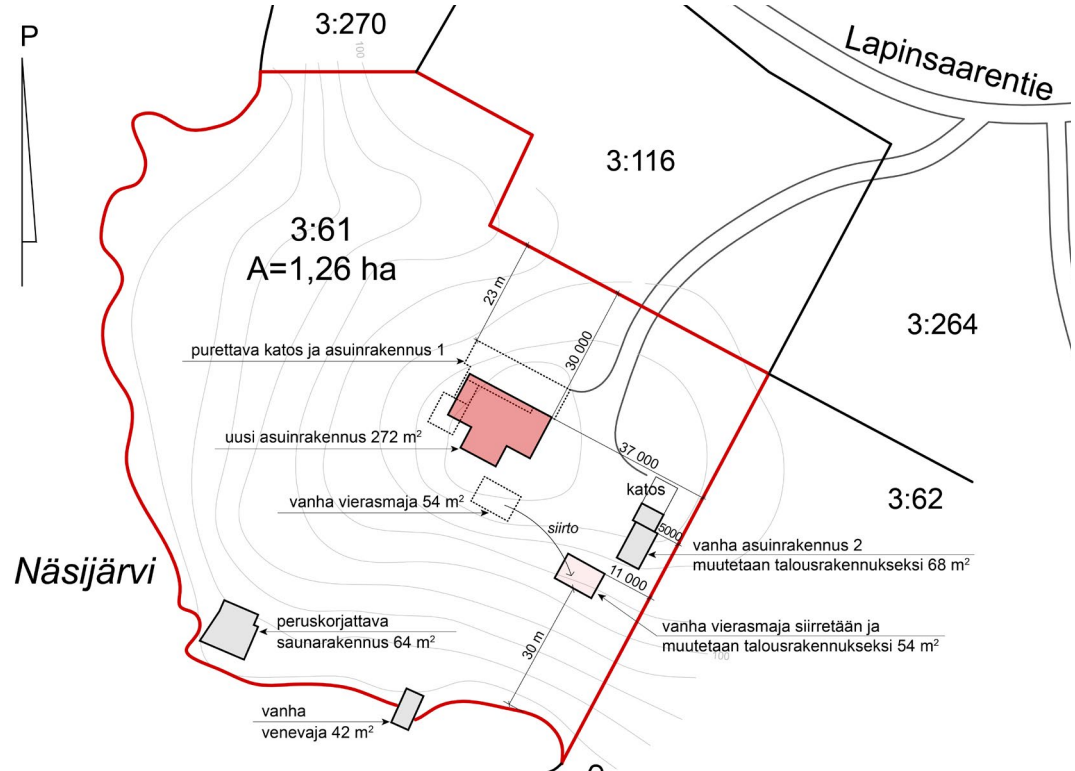 3:270
P
100
Lapinsaarentie
3:116
3:61
A=1,26 ha
23 m
3:264
30 000
purettava katos ja asuinrakennus 1
uusi asuinrakennus 272 m²
37 000
katos
3:62
vanha vierasmaja 54 m²
siirto
5000
vanha asuinrakennus 2
muutetaan talousrakennukseksi 68 m²
Näsijärvi
11 000
peruskorjattava
saunarakennus 64 m²
vanha vierasmaja siirretään ja
muutetaan talousrakennukseksi 54 m²
30 m
100
vanha
venevaja 42 m²